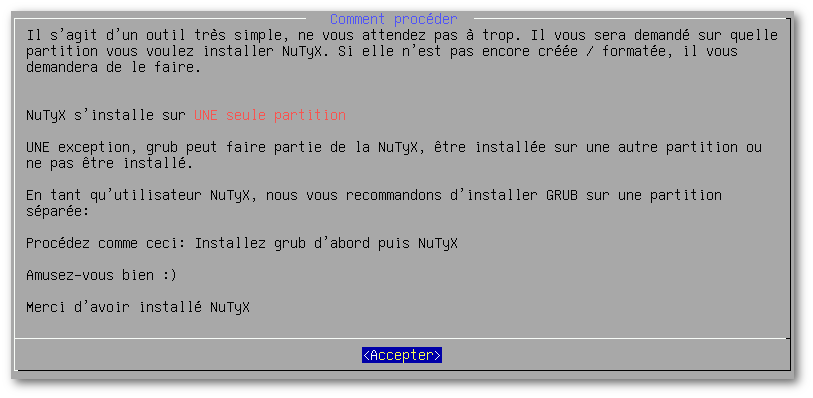 Comment procéder
Il s'agit d'un outil très simple, ne vous attendez pas à trop. Il vous sera demandé sur quelle
partition vous voulez installer NuTyX. Si elle n'est pas encore créée / formatée, il vous
demandera de le faire.
NuTyX s'installe sur UNE seule partition
UNE exception, grub peut faire partie de la NuTyX, être installée sur une autre partition ou
ne pas être installé.
En tant qu'utilisateur NuTyX, nous vous recommandons d'installer GRUB sur une partition
séparée:
Procédez comme ceci: Installez grub d'abord puis NuTyX
Amusez-vous bien :)
Merci d'avoir installé NuTyX
<Accepter>